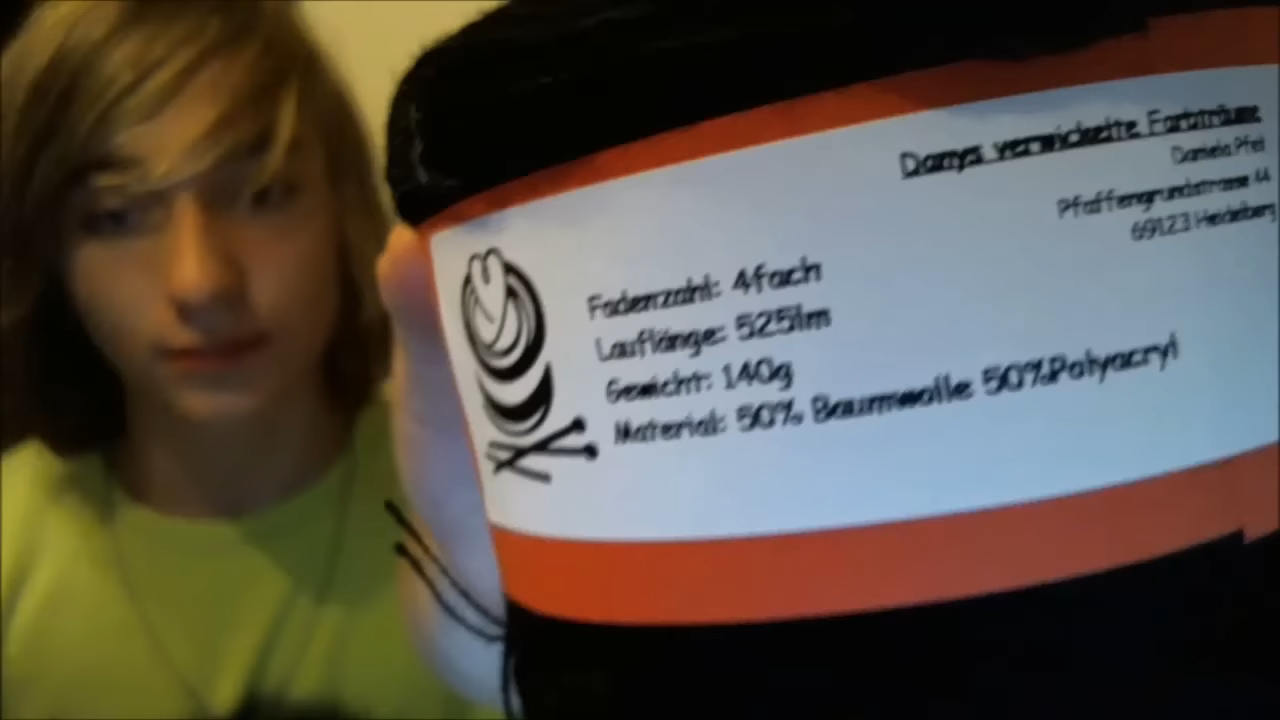 Danys verwickelte Farbträume
Daniela Pfeil
Pfaffengrundstrasse 44
69123 Heidelberg
Fadenzahl: 4fach
Lauflänge: 525lm
Gewicht: 140g
Material: 50% Baumwolle 50%Polyacryl